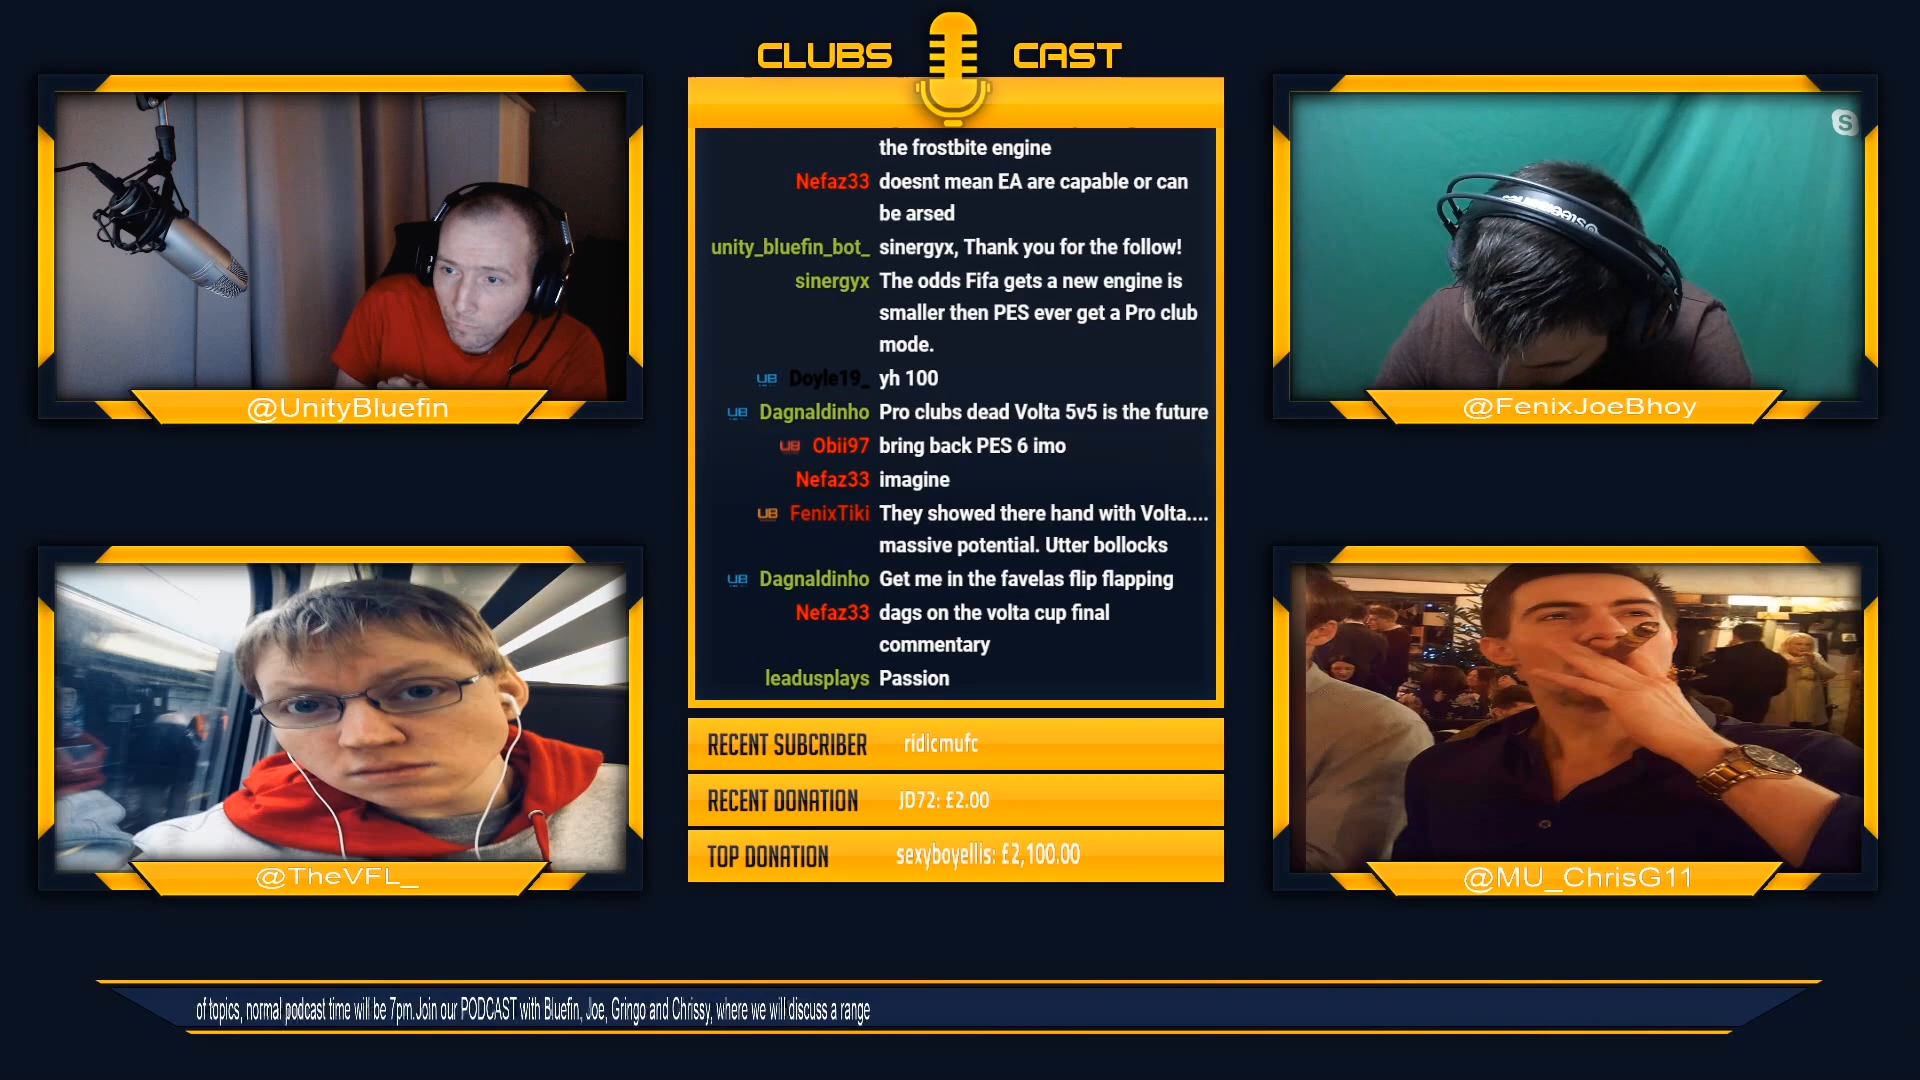 CLUBS CAST
the frostbite engine
Nefaz33 doesnt mean EA are capable or can
be arsed
unity_bluefin_bot_ sinergyx, Thank you for the follow!
sinergyx The odds Fifa gets a new engine is
smaller then PES ever get a Pro club
mode.
UB Doyle19_ yh 100
UB Dagnaldinho Pro clubs dead Volta 5v5 is the future
UB Obii97 bring back PES 6 imo
Nefaz33 imagine
UB FenixTiki They showed there hand with Volta....
massive potential. Utter bollocks
UB Dagnaldinho Get me in the favelas flip flapping
Nefaz33 dags on the volta cup final
commentary
leadusplays Passion
S
steelseries
@UnityBluefin
@FenixJoeBhoy
@TheVFL_
@MU_ChrisG11
RECENT SUBCRIBER ridicmufc
RECENT DONATION JD72: £2.00
TOP DONATION sexyboyellis: £2,100.00
of topics, normal podcast time will be 7pm.Join our PODCAST with Bluefin, Joe, Gringo and Chrissy, where we will discuss a range